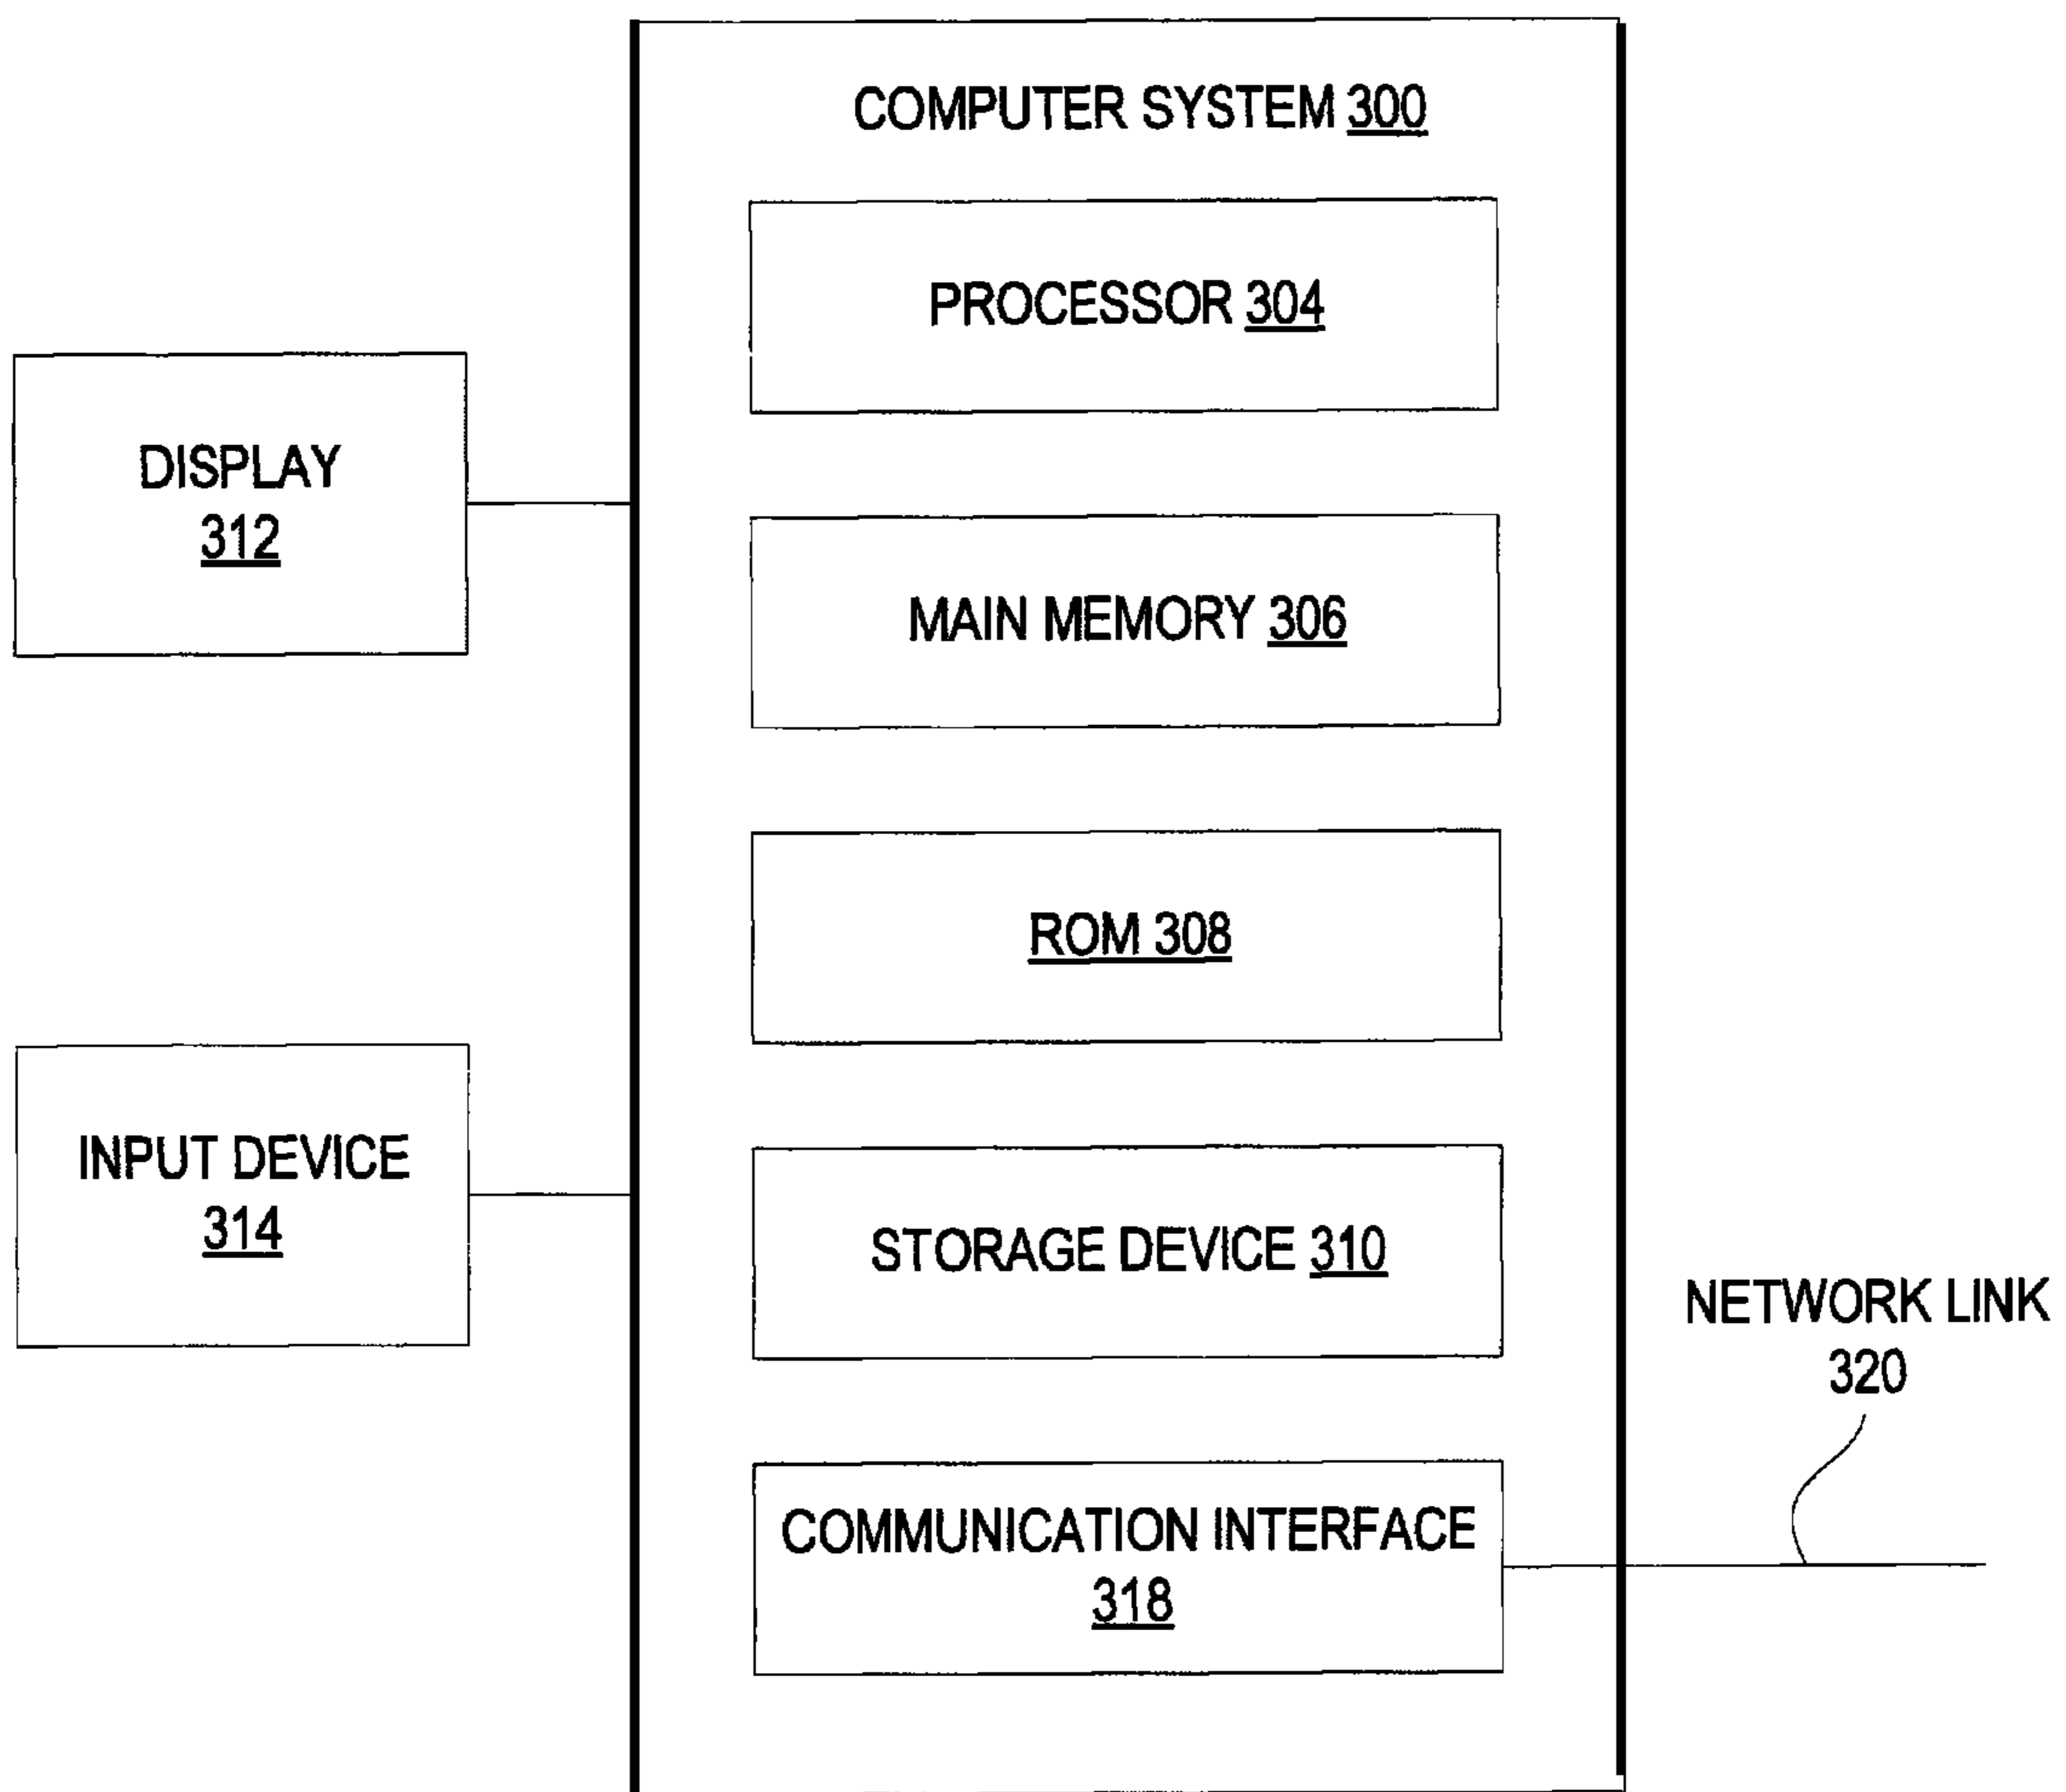 COMPUTER SYSTEM 300
PROCESSOR 304
DISPLAY
312
MAIN MEMORY 306
ROM 308
INPUT DEVICE
314
STORAGE DEVICE 310
NETWORK LINK
320
COMMUNICATION INTERFACE
318